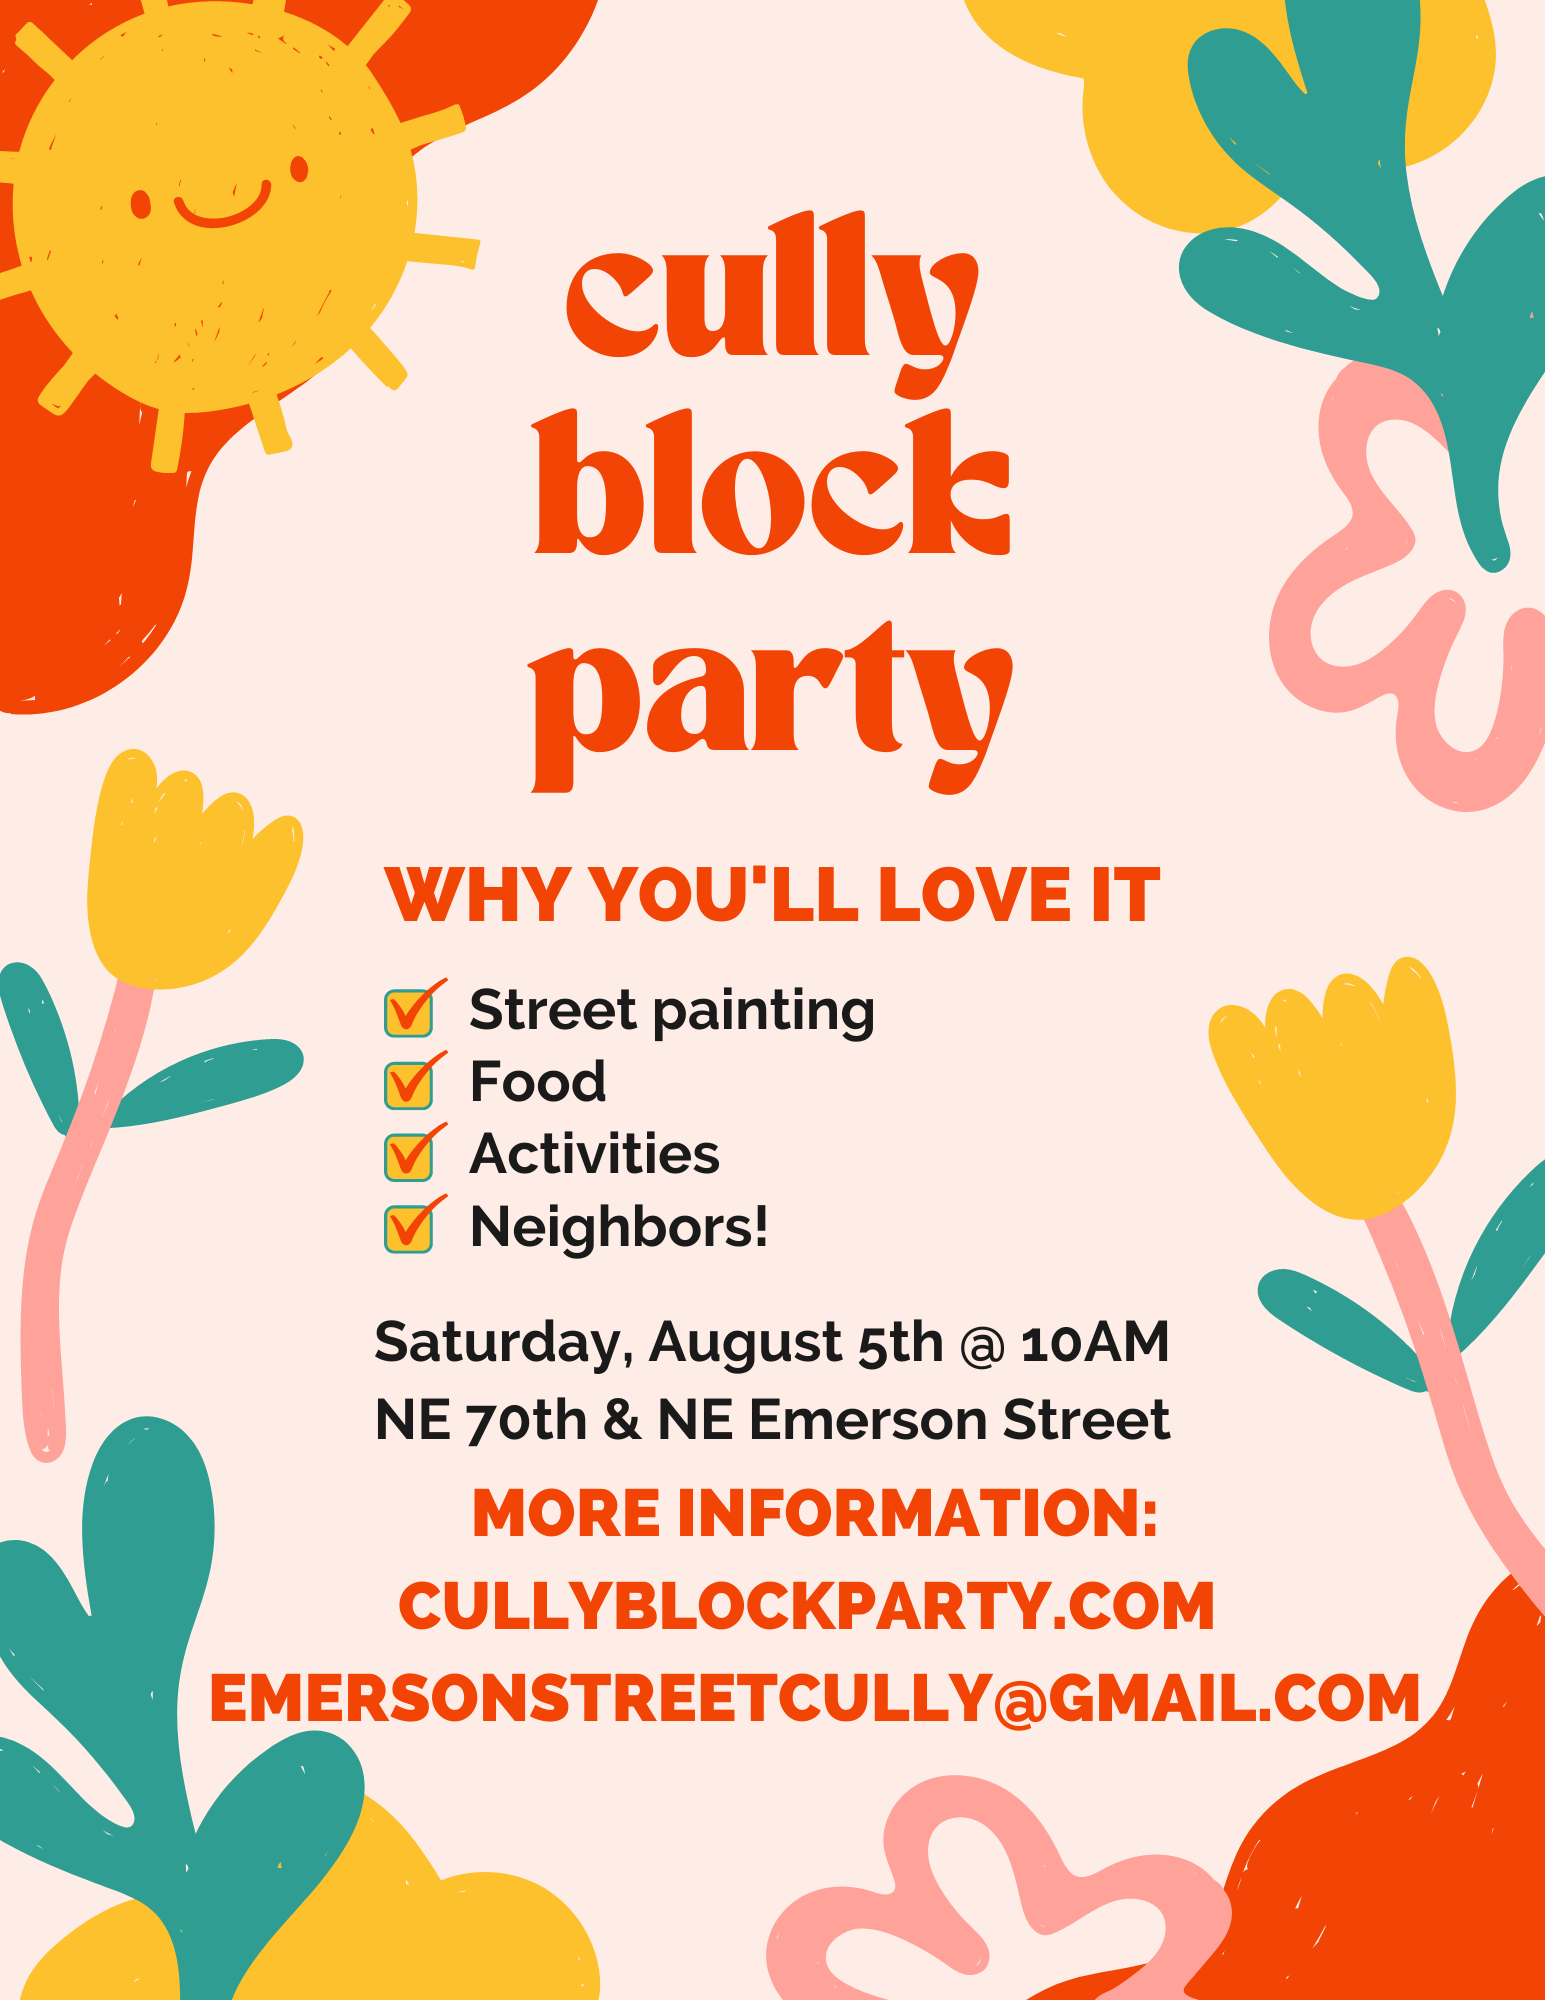 cully
block
party
WHY YOU'LL LOVE IT
Street painting
Food
Activities
Neighbors!
Saturday, August 5th @ 10AM
NE 70th & NE Emerson Street
MORE INFORMATION:
CULLYBLOCKPARTY.COM
EMERSONSTREETCULLY@GMAIL.COM